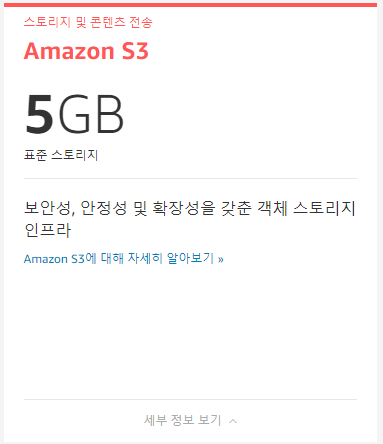 스토리지 및 콘텐츠 전송
Amazon S3
5GB
표준 스토리지
보안성, 안정성 및 확장성을 갖춘 객체 스토리지
인프라
Amazon S3에 대해 자세히 알아보기 »
세부 정보 보기